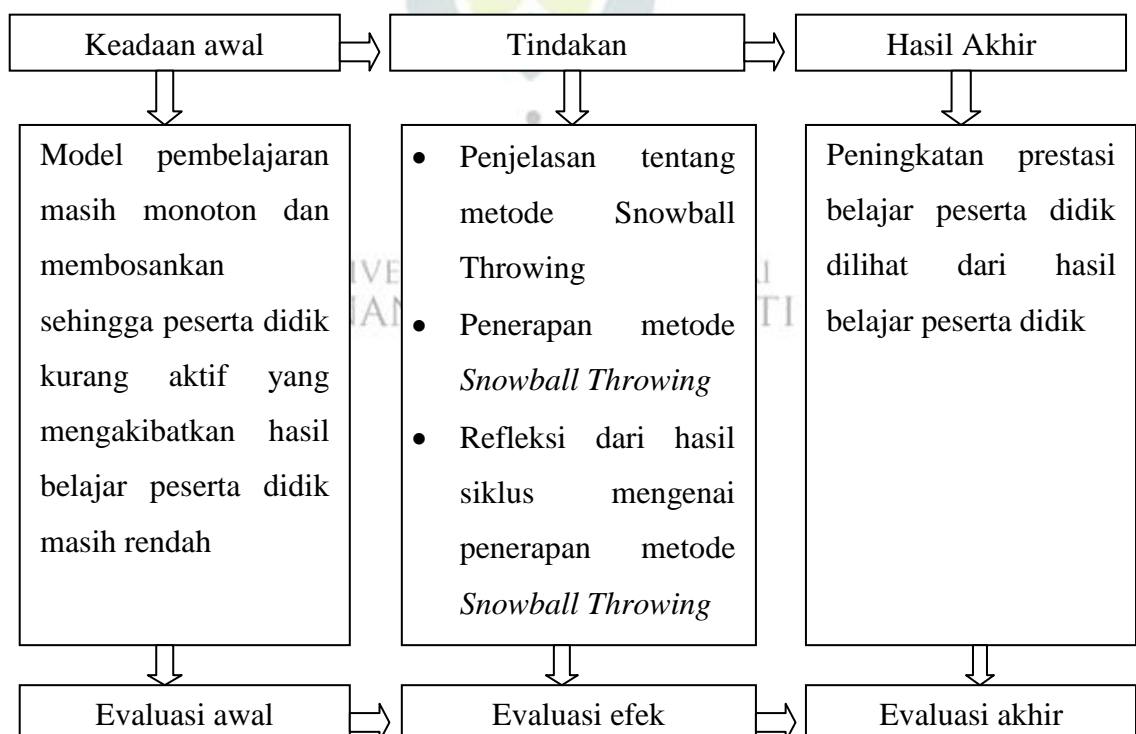 Keadaan awal
Tindakan
Hasil Akhir
Model pembelajaran
masih monoton dan
membosankan
sehingga peserta didik
kurang aktif yang
mengakibatkan hasil
belajar peserta didik
masih rendah
• Penjelasan tentang
metode Snowball
Throwing
• Penerapan metode
Snowball Throwing
• Refleksi dari hasil
siklus mengenai
penerapan metode
Snowball Throwing
Peningkatan prestasi
belajar peserta didik
dilihat dari hasil
belajar peserta didik
Evaluasi awal
Evaluasi efek
Evaluasi akhir